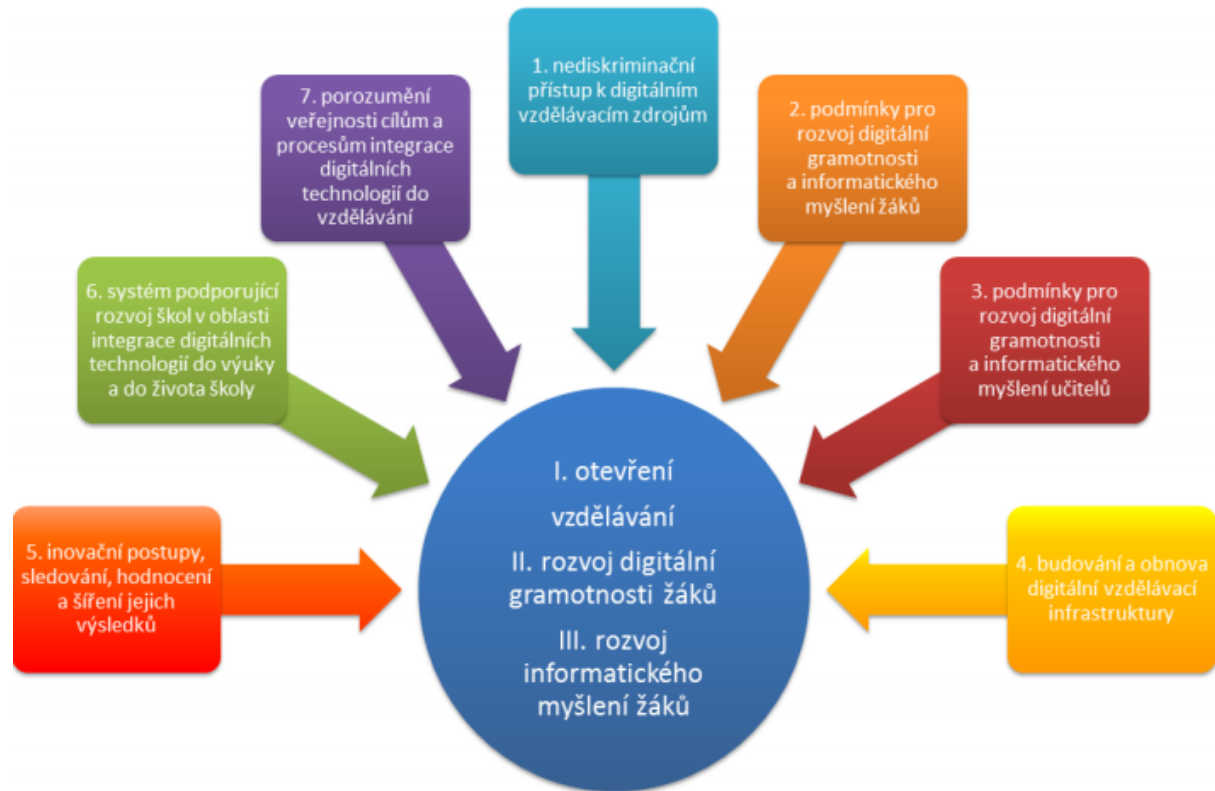 1. nediskriminační
přístup k digitálním
vzdělávacím zdrojům
2. podmínky pro
rozvoj digitální
gramotnosti
a informatického
myšlení žáků
3. podmínky pro
rozvoj digitální
gramotnosti
a informatického
myšlení učitelů
4. budování a obnova
digitální vzdělávací
infrastruktury
5. inovační postupy,
sledování, hodnocení
a šíření jejich
výsledků
6. systém podporující
rozvoj škol v oblasti
integrace digitálních
technologií do výuky
a do života školy
7. porozumění
veřejnosti cílům a
procesům integrace
digitálních
technologií do
vzdělávání
I. otevření
vzdělávání
II. rozvoj digitální
gramotnosti žáků
III. rozvoj
informatického
myšlení žáků